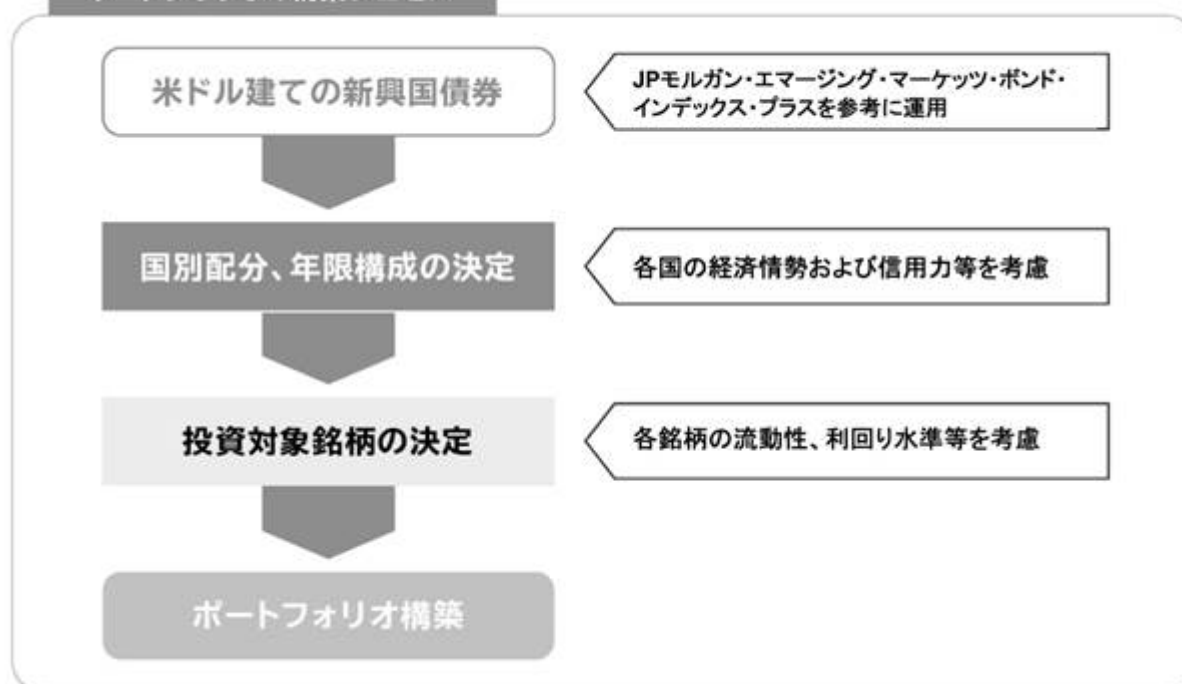 米ドル建ての新興国債券
JPモルガン・エマージング・マーケッツ・ボンド・
インデックス・プラスを参考に運用
国別配分、年限構成の決定
各国の経済情勢および信用力等を考慮
投資対象銘柄の決定
各銘柄の流動性、利回り水準等を考慮
ポートフォリオ構築